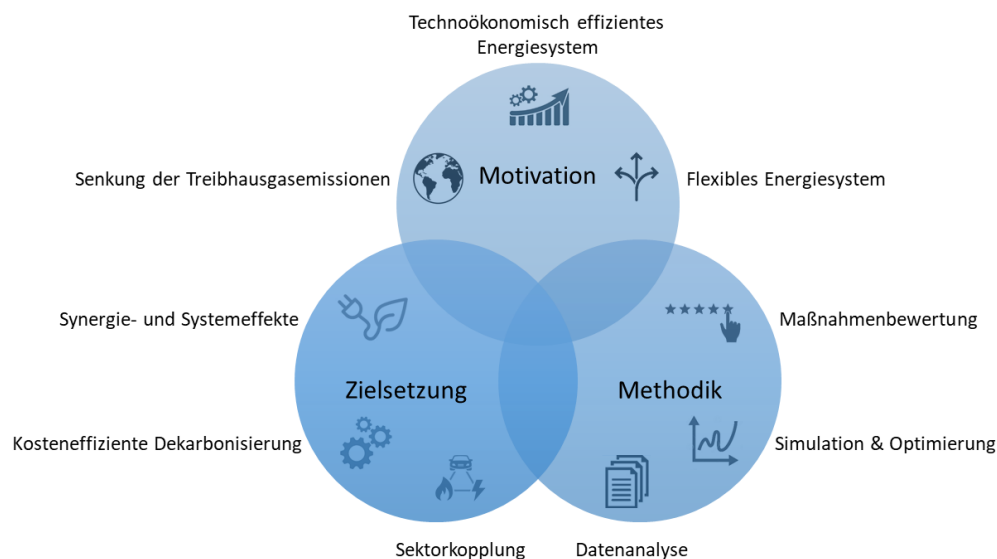 Technoökonomisch effizientes
Energiesystem
Senkung der Treibhausgasemissionen
Motivation
Flexibles Energiesystem
Synergie- und Systemeffekte
Maßnahmenbewertung
Zielsetzung
Methodik
Kosteneffiziente Dekarbonisierung
Simulation & Optimierung
Sektorkopplung
Datenanalyse